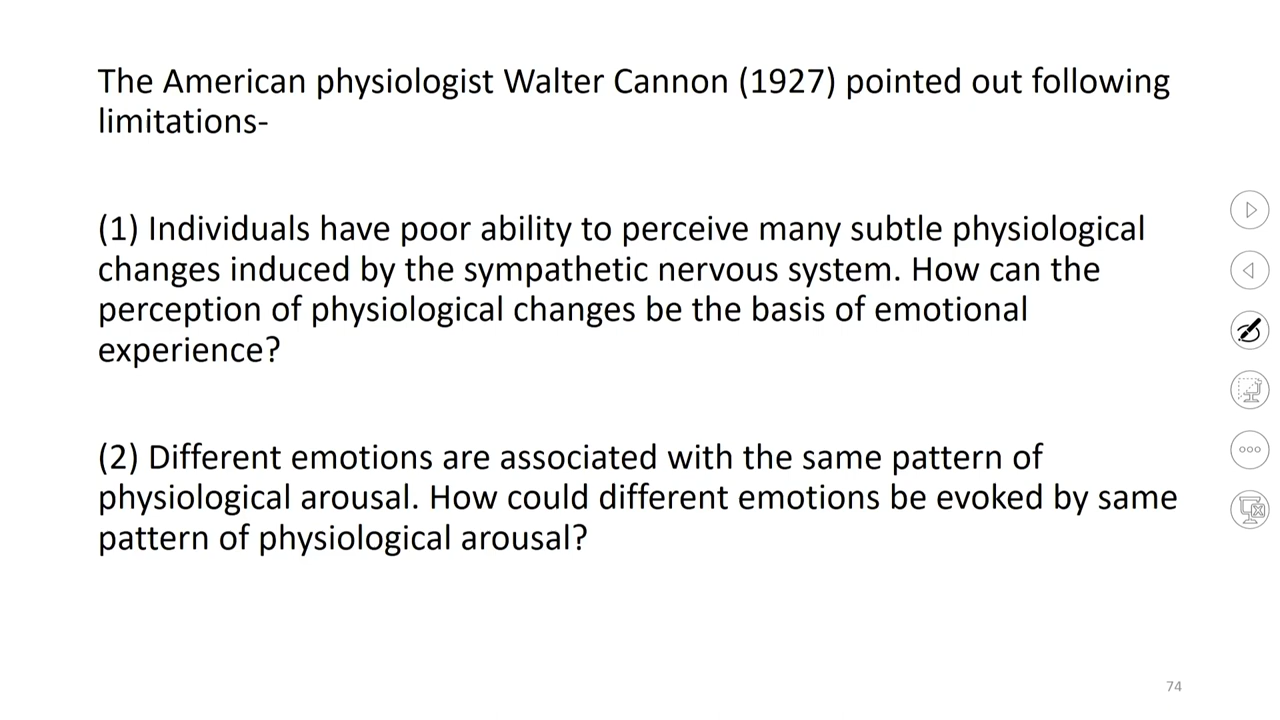 The American physiologist Walter Cannon (1927) pointed out following
limitations-
(1) Individuals have poor ability to perceive many subtle physiological
changes induced by the sympathetic nervous system. How can the
perception of physiological changes be the basis of emotional
experience?
(2) Different emotions are associated with the same pattern of
physiological arousal. How could different emotions be evoked by same
pattern of physiological arousal?
74